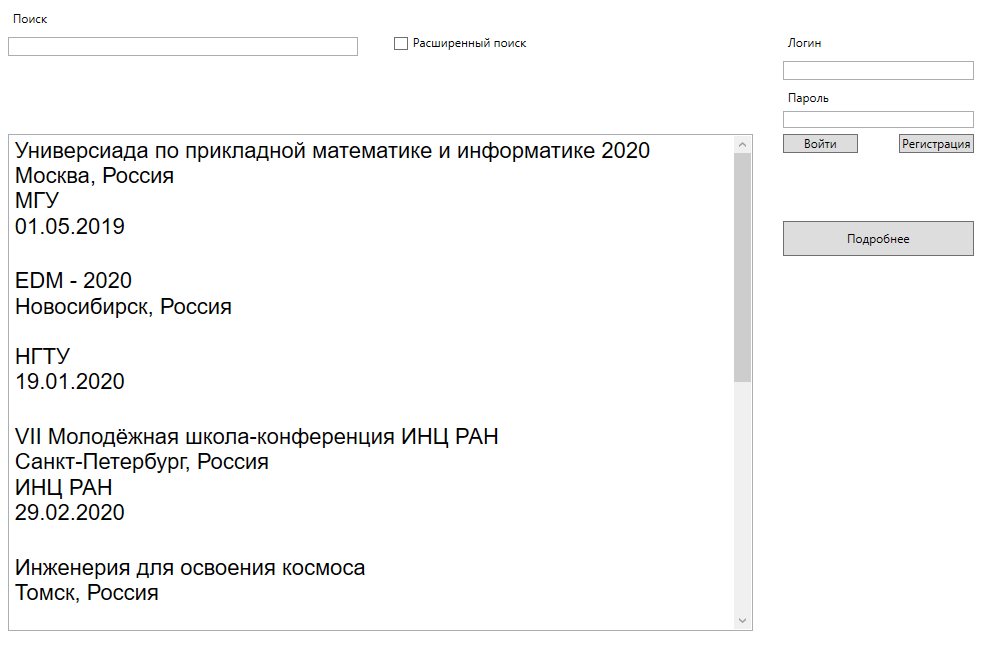 Поиск
Расширенный поиск
Логин
Пароль
Войти
Регистрация
Подробнее
Универсиада по прикладной математике и информатике 2020
Москва, Россия
МГУ
01.05.2019
EDM - 2020
Новосибирск, Россия
НГТУ
19.01.2020
VII Молодёжная школа-конференция ИНЦ РАН
Санкт-Петербург, Россия
ИНЦ РАН
29.02.2020
Инженерия для освоения космоса
Томск, Россия